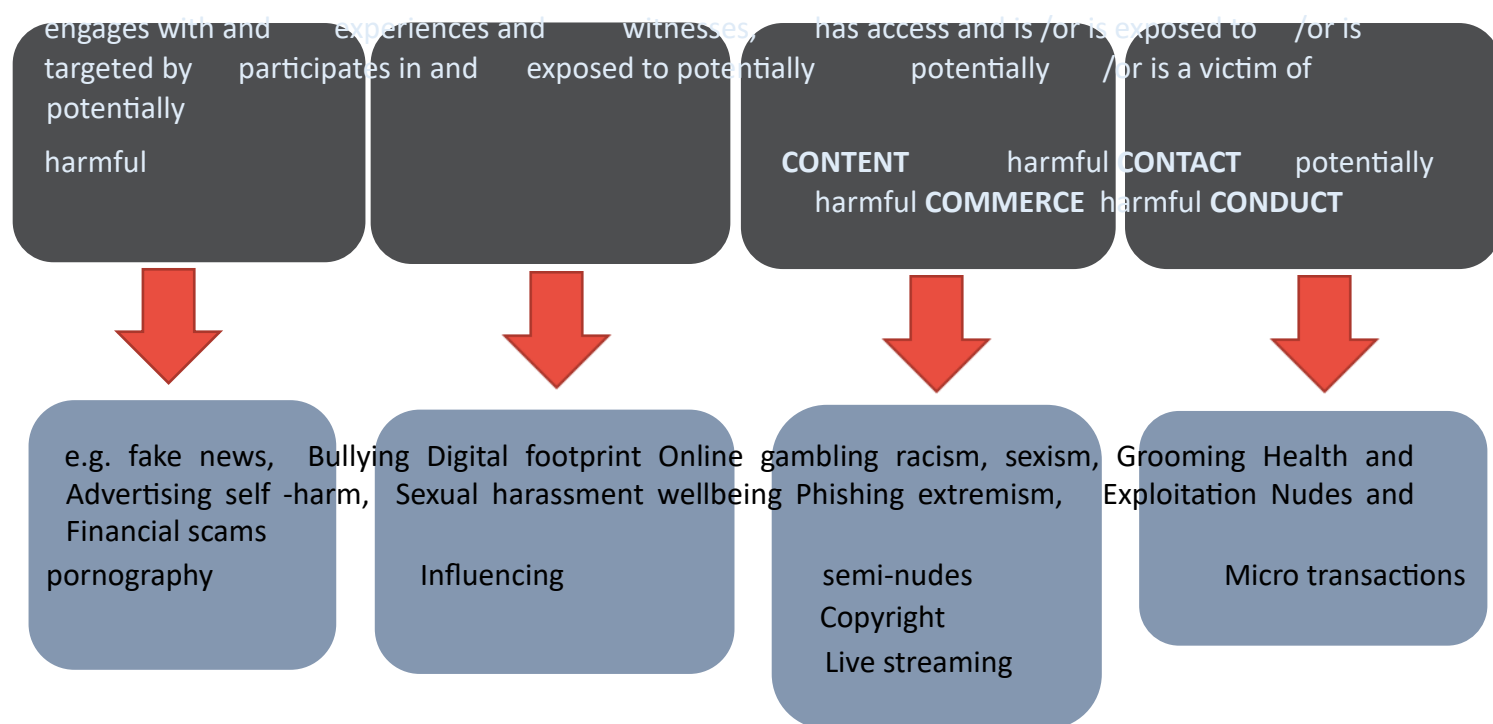 engages with and experiences and witnesses, has access and is /or is exposed to /or is
targeted by participates in and exposed to potentially potentially /or is a victim of
potentially
harmful CONTENT harmful CONTACT potentially
harmful COMMERCE harmful CONDUCT
e.g. fake news, Bullying Digital footprint Online gambling racism, sexism, Grooming Health and
Advertising self -harm, Sexual harassment wellbeing Phishing extremism, Exploitation Nudes and
Financial scams
pornography Influencing semi-nudes Micro transactions
Copyright
Live streaming